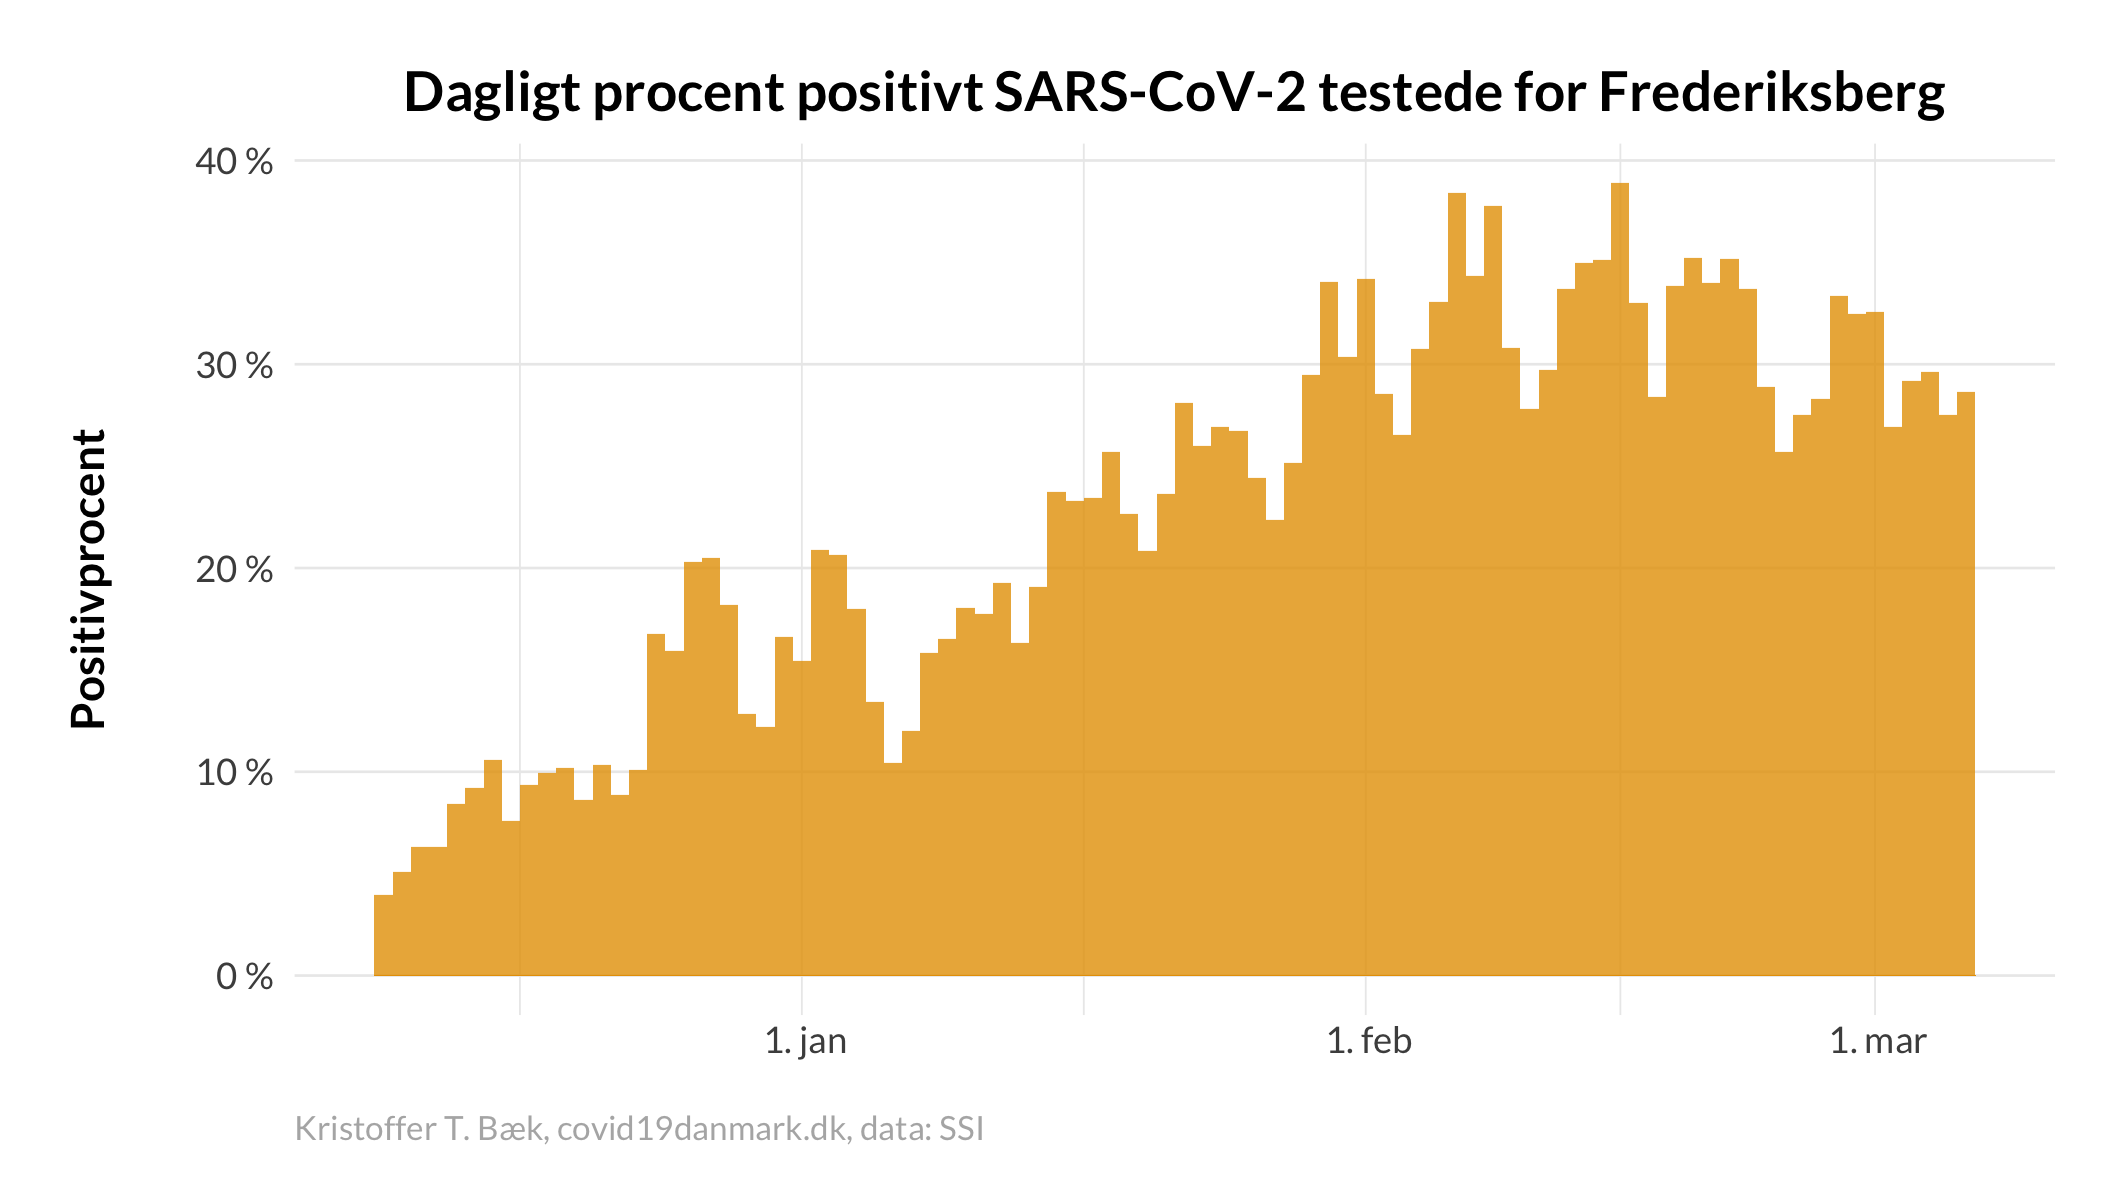 Dagligt procent positivt SARS-CoV-2 testede for Frederiksberg
40 %
30 %
20 %
10 %
0 %
Positivprocent
1. jan
1. feb
1. mar
Kristoffer T. Bæk, covid19danmark.dk, data: SSI